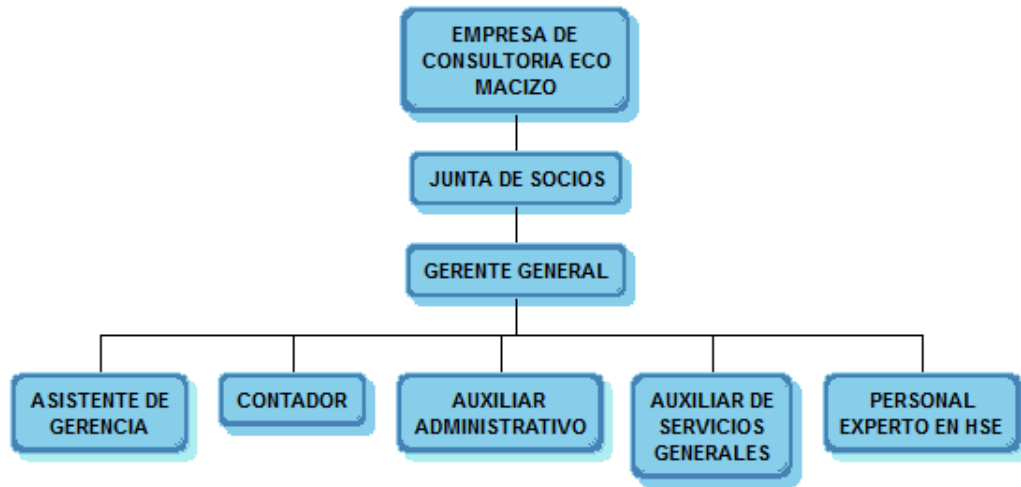 EMPRESA DE
CONSULTORIA ECO
MACIZO
JUNTA DE SOCIOS
GERENTE GENERAL
ASISTENTE DE
GERENCIA
CONTADOR
AUXILIAR
ADMINISTRATIVO
AUXILIAR DE
SERVICIOS
GENERALES
PERSONAL
EXPERTO EN HSE